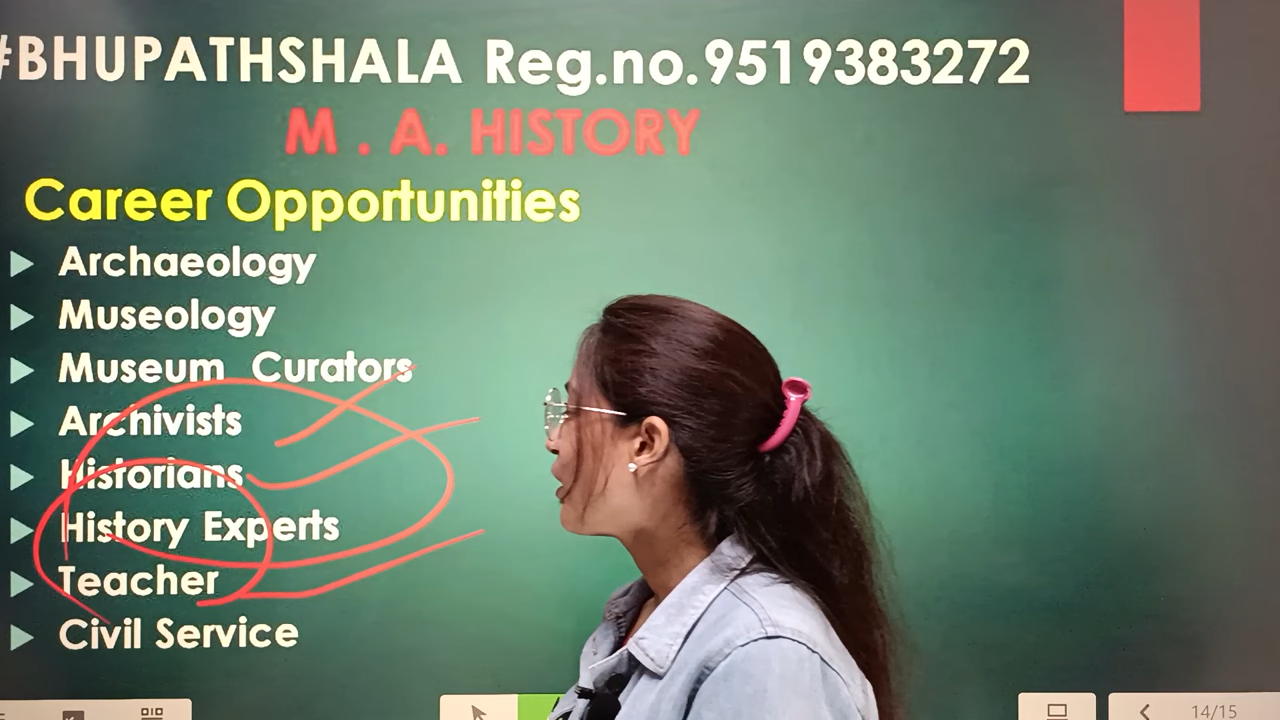 #BHUPATHSHALA Reg.no.9519383272
M . A. HISTORY
Career Opportunities
Archaeology
Museology
Museum Curators
Archivists
Historians
History Experts
Teacher
Civil Service
14/15